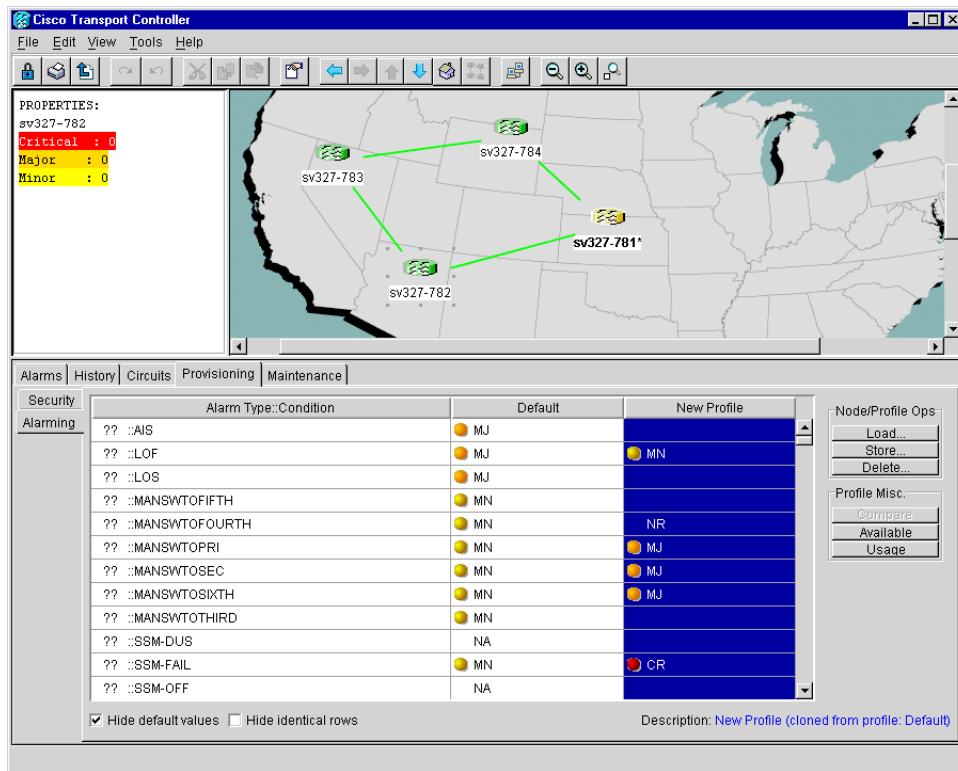 Cisco Transport Controller
File Edit View Tools Help
PROPERTIES:
sv327-782
Critical : 0
Major : 0
Minor : 0
sv327-784
sv327-783
sv327-781*
sv327-782
Alarms History Circuits Provisioning Maintenance
Security
Alarming
Alarm Type::Condition Default New Profile
?? ::AIS MJ
?? ::LOF MJ MN
?? ::LOS MJ
?? ::MANSWTOFIFTH MN
?? ::MANSWTOFOURTH MN NR
?? ::MANSWTOPRI MN MJ
?? ::MANSWTOSEC MN MJ
?? ::MANSWTOSIXTH MN MJ
?? ::MANSWTOTHIRD MN
?? ::SSM-DUS NA
?? ::SSM-FAIL MN CR
?? ::SSM-OFF NA
Node/Profile Ops
Load...
Store...
Delete...
Profile Misc.
Compare
Available
Usage
Hide default values Hide identical rows
Description: New Profile (cloned from profile: Default)